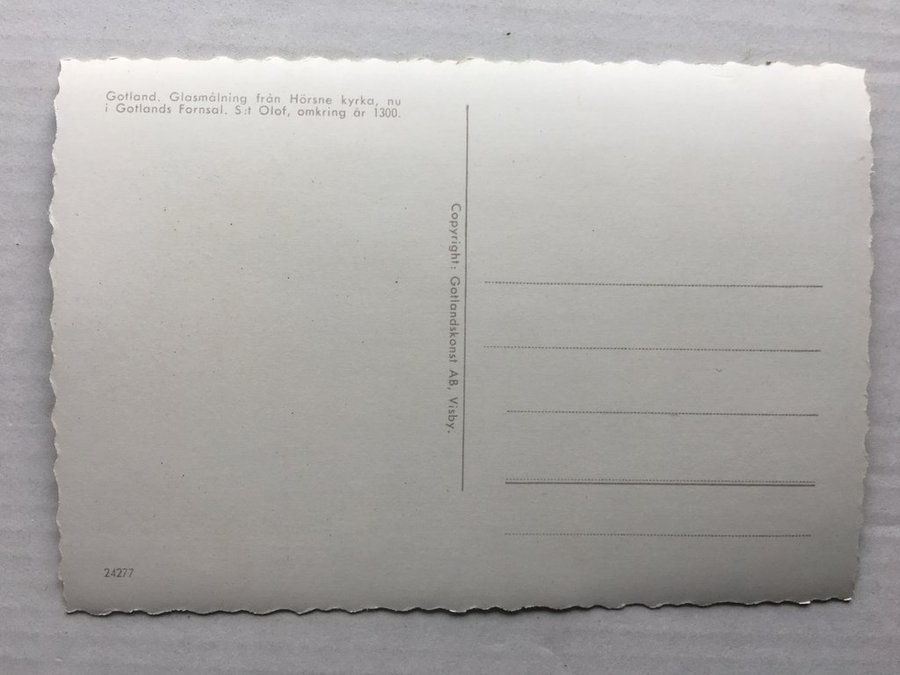 Gotland. Glasmålning från Hörsne kyrka, nu
i Gotlands Fornsal. S:t Olof, omkring år 1300.
Copyright: Gotlandskonst AB, Visby.
24277